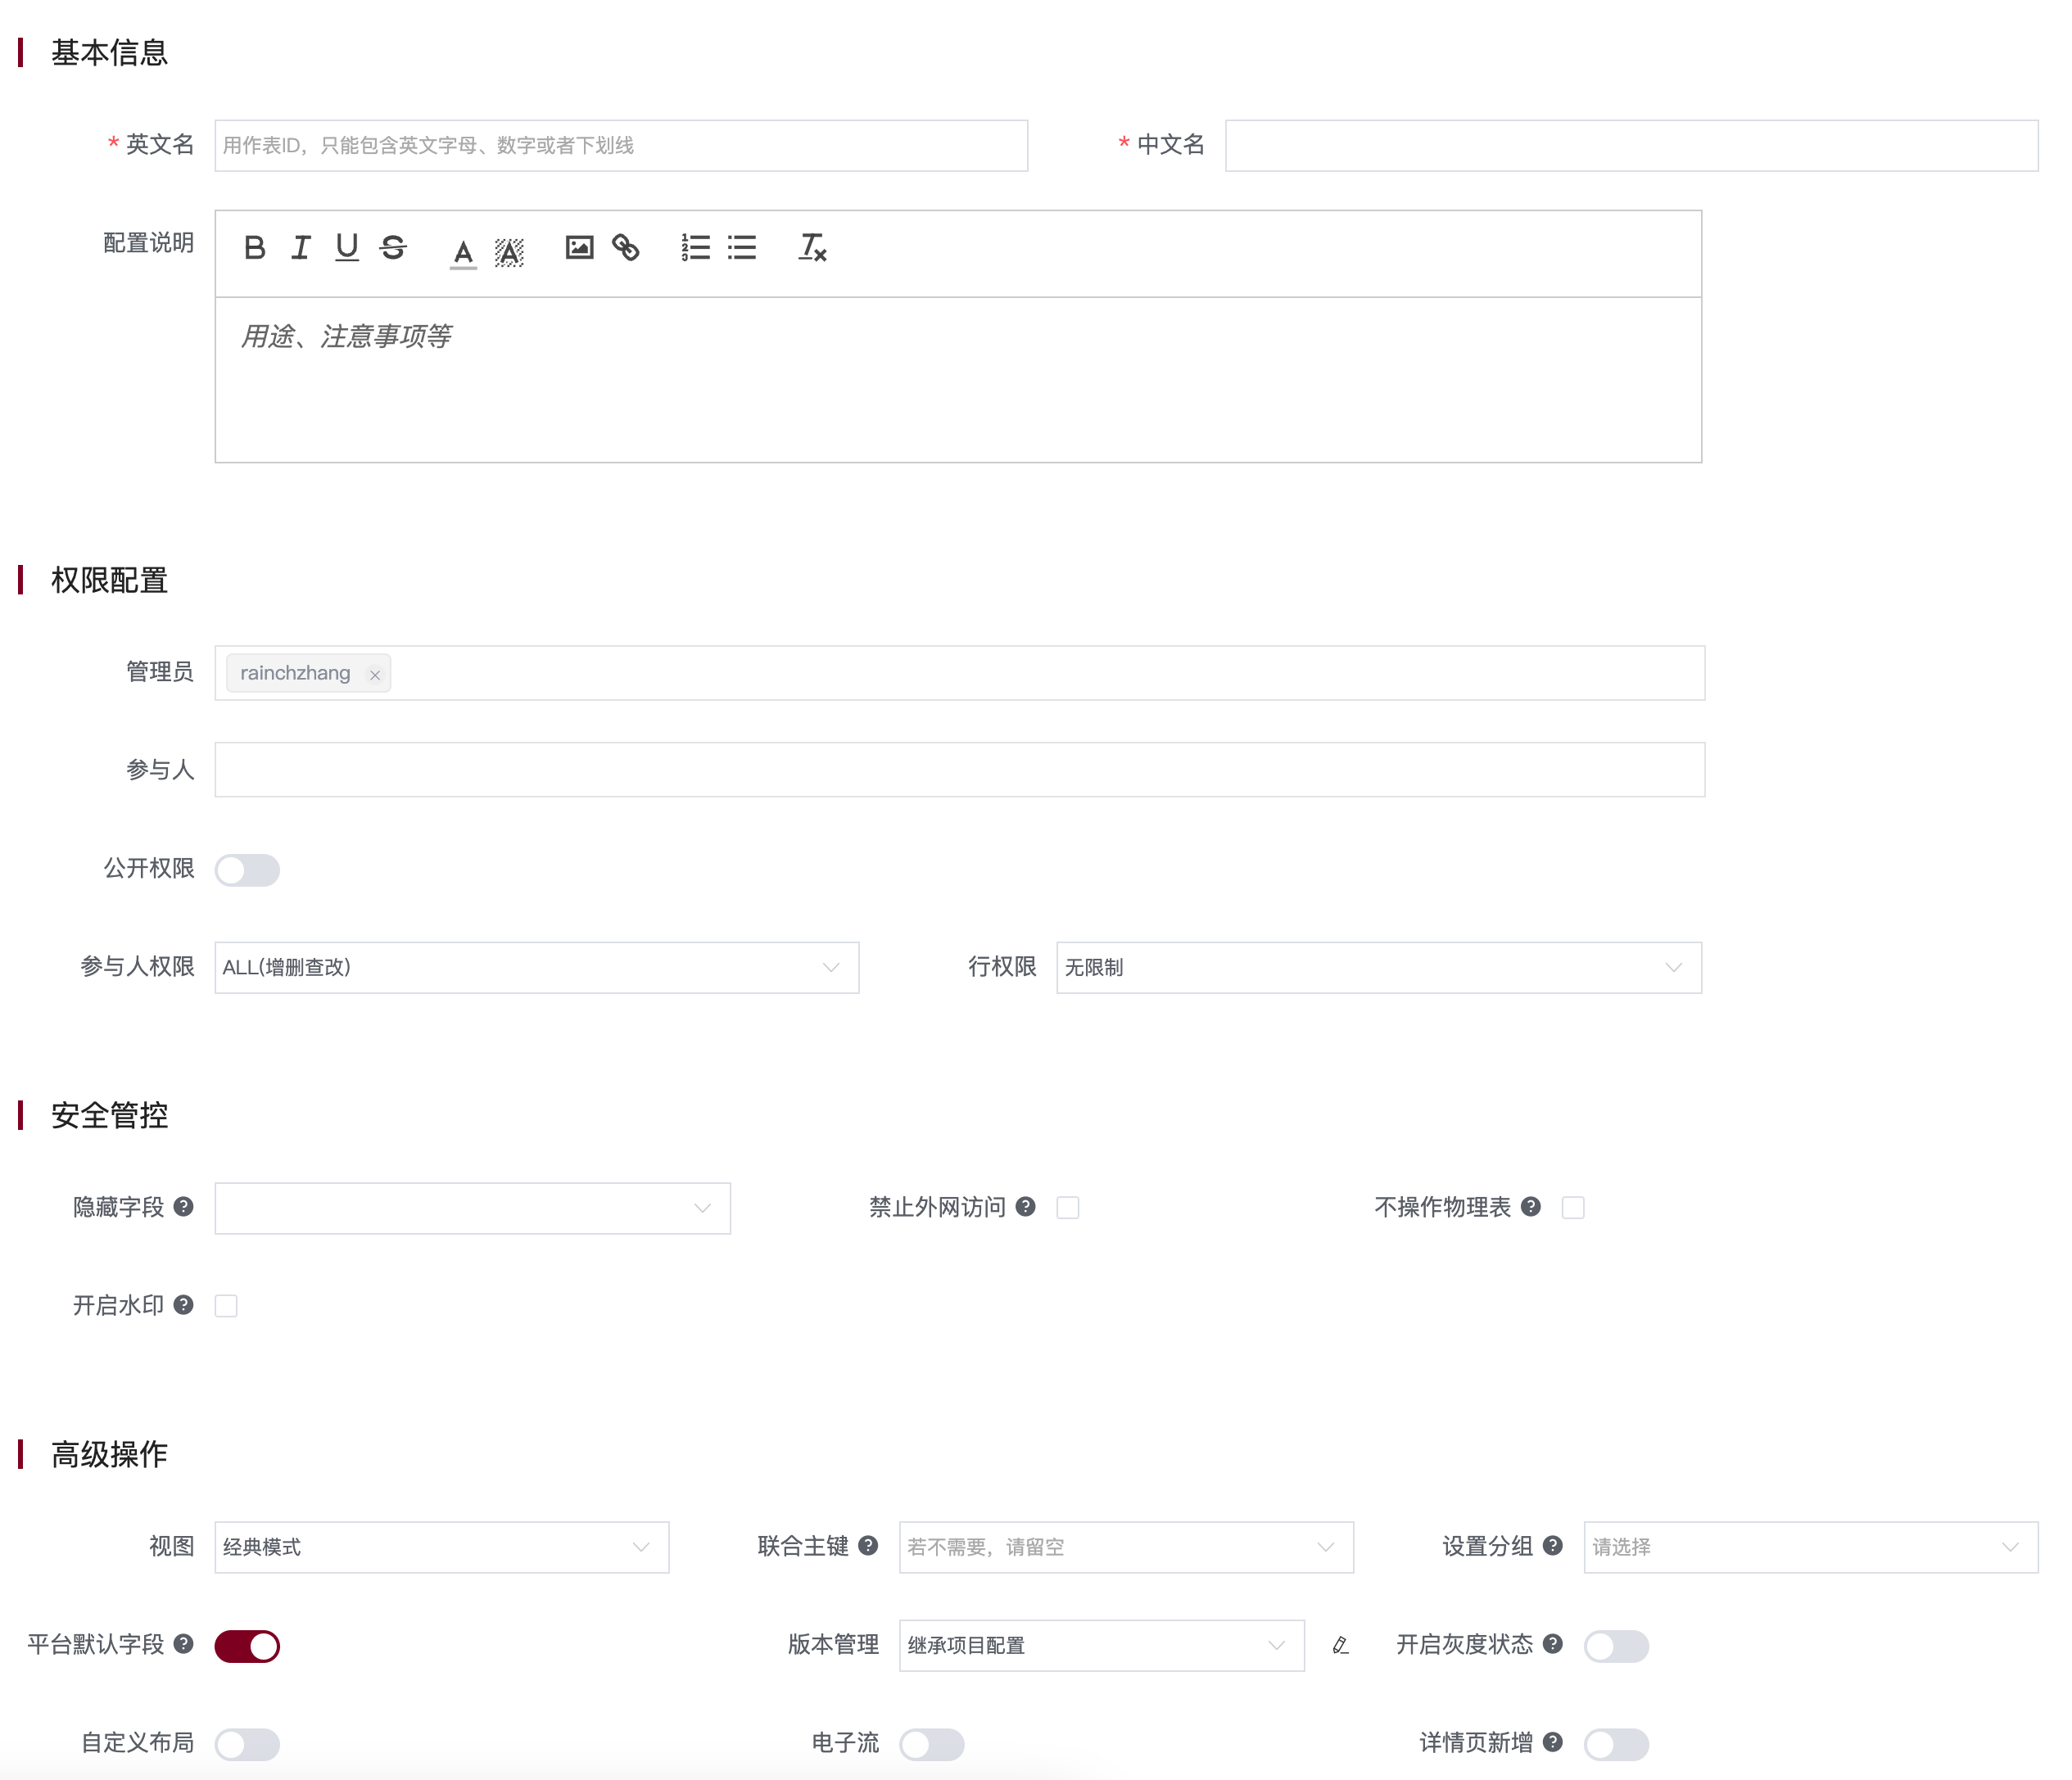 基本信息
* 英文名 用作表ID，只能包含英文字母、数字或者下划线 * 中文名
配置说明
用途、注意事项等
权限配置
管理员 rainchzhang
参与人
公开权限
参与人权限 ALL(增删查改) 行权限 无限制
安全管控
隐藏字段 禁止外网访问 不操作物理表
开启水印
高级操作
视图 经典模式 联合主键 若不需要，请留空 设置分组 请选择
平台默认字段 版本管理 继承项目配置 开启灰度状态
自定义布局 电子流 详情页新增